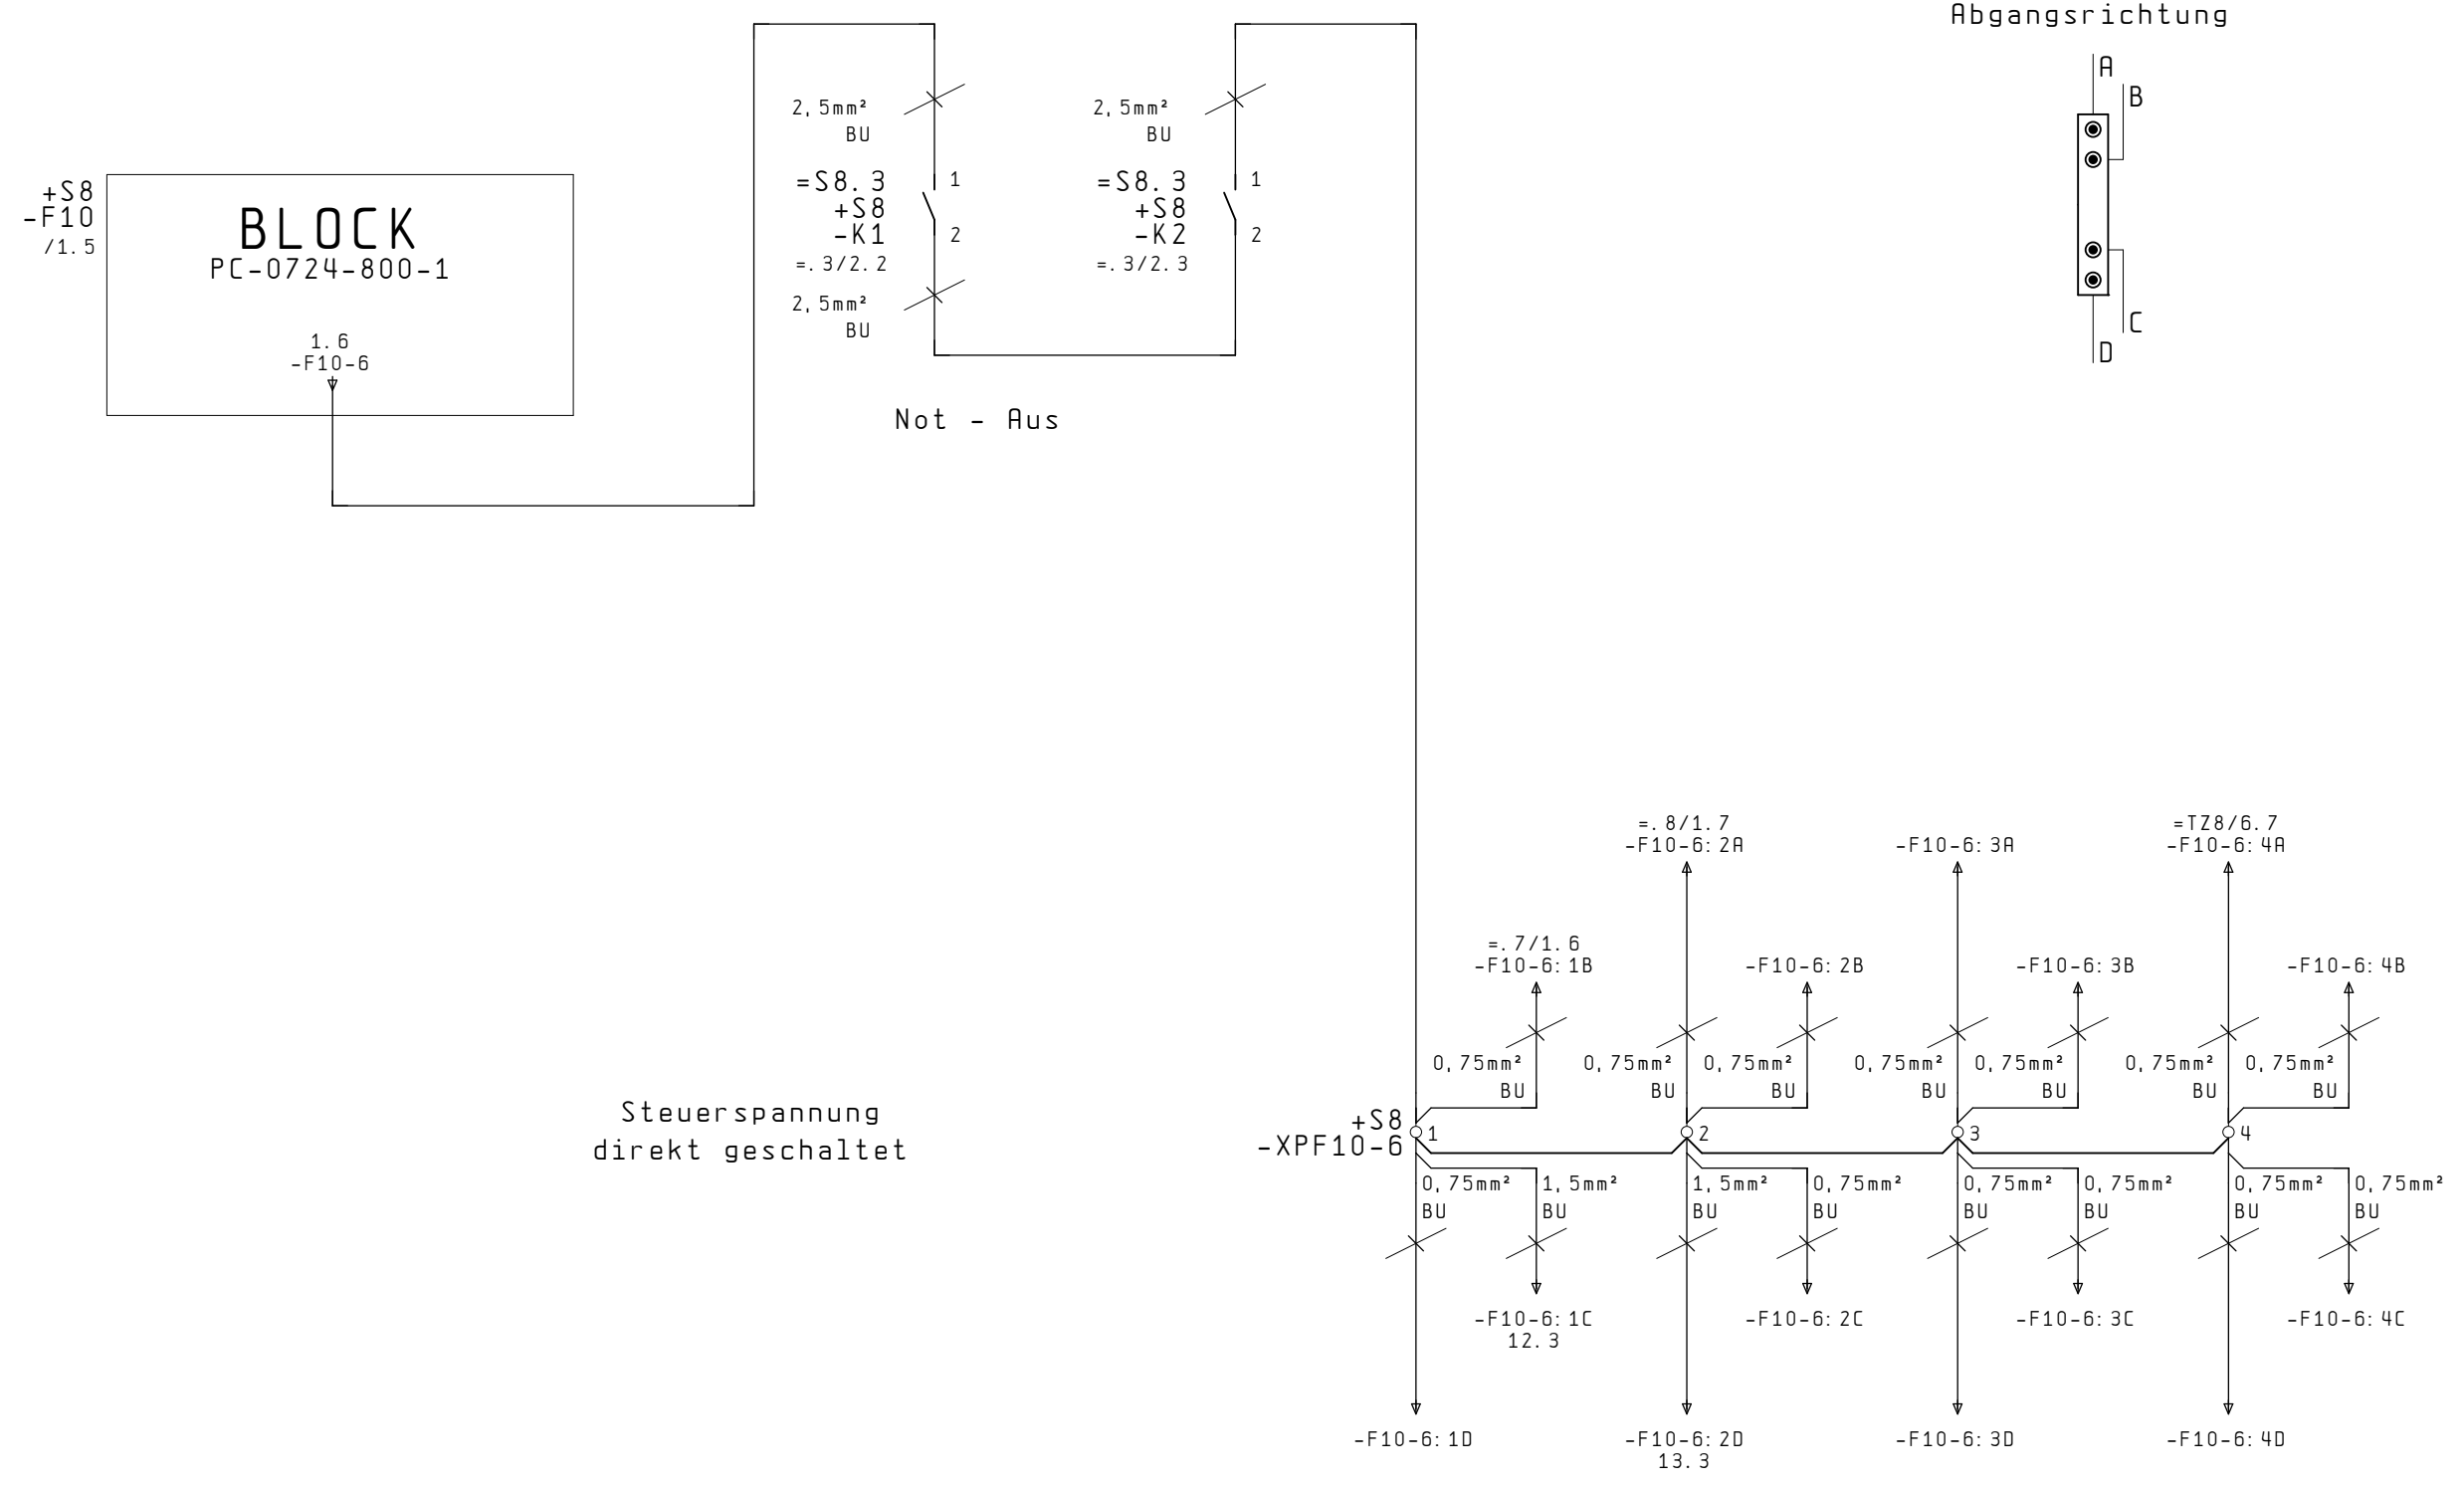 Abgangsrichtung
A
B
C
D
2,5mm²
BU
2,5mm²
BU
+S8
-F10
/1.5
BLOCK
PC-0724-800-1
1.6
-F10-6
=S8.3
+S8
-K1
=.3/2.2
1
2
2,5mm²
BU
=S8.3
+S8
-K2
=.3/2.3
1
2
Not - Aus
=.8/1.7
-F10-6:2A
-F10-6:3A
=TZ8/6.7
-F10-6:4A
=.7/1.6
-F10-6:1B
-F10-6:2B
-F10-6:3B
-F10-6:4B
0,75mm²
BU
0,75mm²
BU
0,75mm²
BU
0,75mm²
BU
0,75mm²
BU
0,75mm²
BU
0,75mm²
BU
Steuerspannung
direkt geschaltet
+S8
-XPF10-6
1
2
3
4
0,75mm²
BU
1,5mm²
BU
1,5mm²
BU
0,75mm²
BU
0,75mm²
BU
0,75mm²
BU
0,75mm²
BU
0,75mm²
BU
-F10-6:1C
12.3
-F10-6:2C
-F10-6:3C
-F10-6:4C
-F10-6:1D
-F10-6:2D
13.3
-F10-6:3D
-F10-6:4D